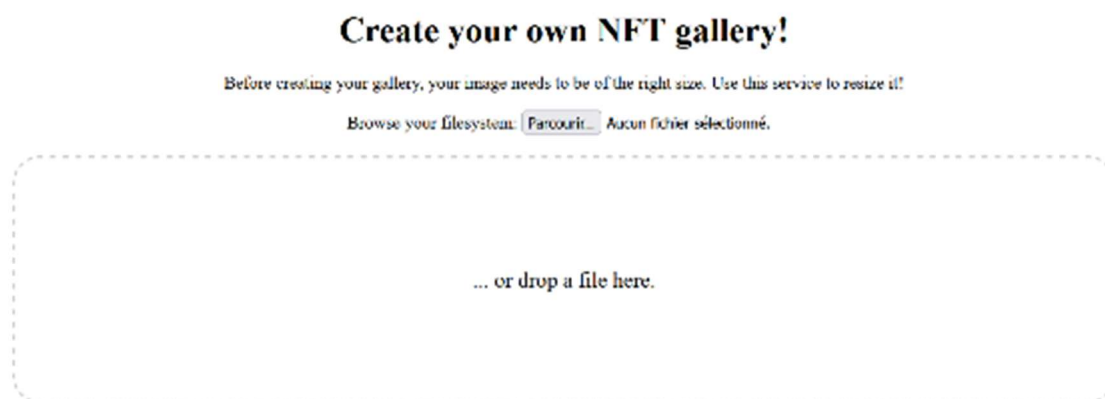 Create your own NFT gallery!
Before creating your gallery, your image needs to be of the right size. Use this service to resize it!
Browse your filesystem: Parcourir... Aucun fichier sélectionné.
... or drop a file here.